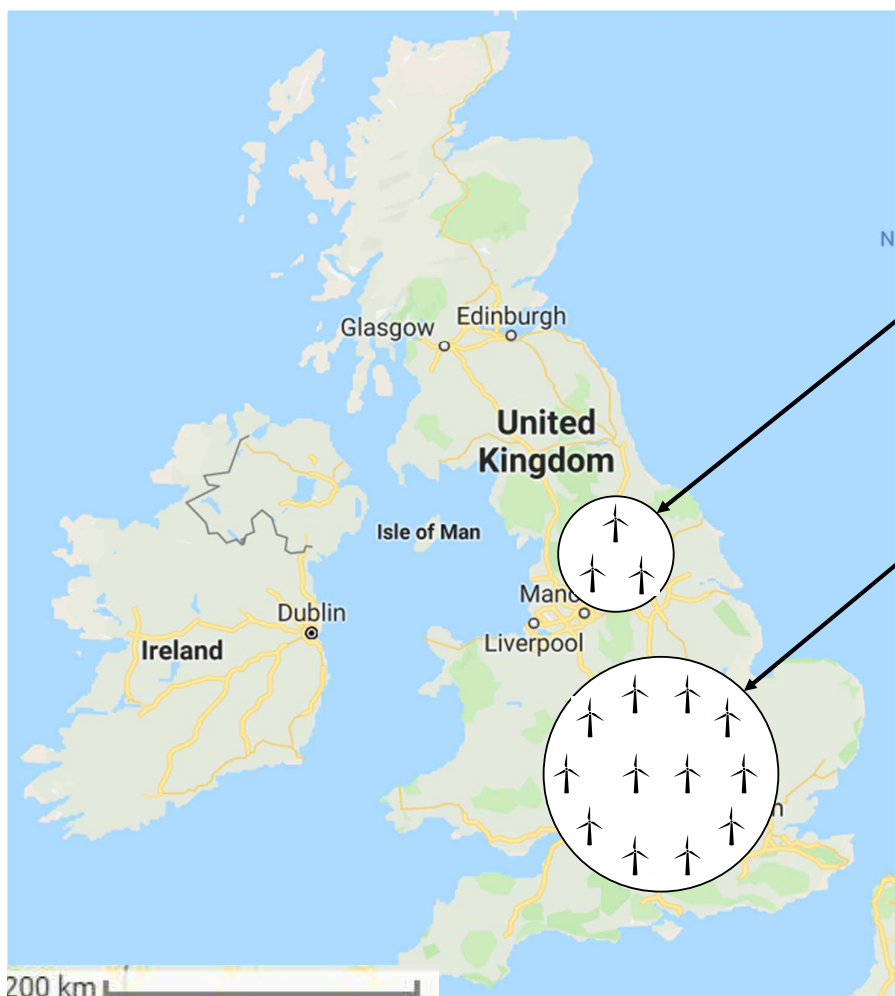 N
Edinburgh
Glasgow
United
Kingdom
Isle of Man
Dublin
Liverpool
Ireland
200 km